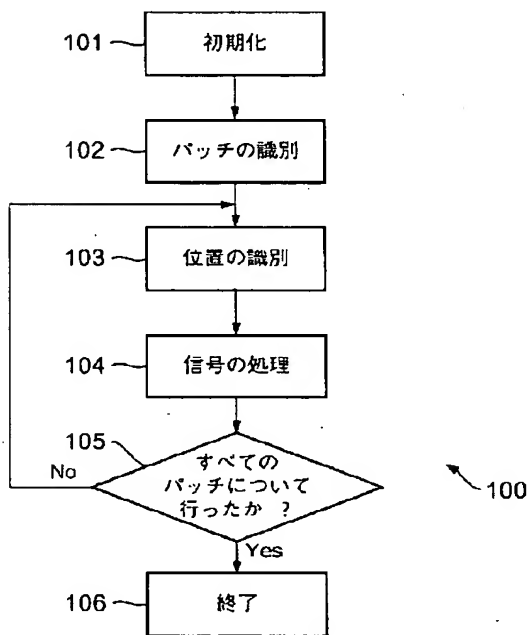 101
初期化
102
パッチの識別
103
位置の識別
104
信号の処理
105
すべての
パッチについて
行ったか ?
No
100
Yes
106
終了